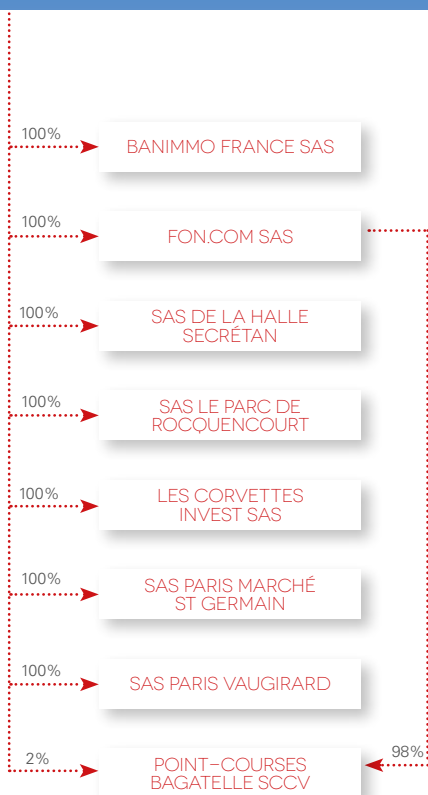 100%
BANIMMO FRANCE SAS
100%
FON.COM SAS
100%
SAS DE LA HALLE
SECRÉTAN
100%
SAS LE PARC DE
ROCQUENCOURT
100%
LES CORVETTES
INVEST SAS
100%
SAS PARIS MARCHÉ
ST GERMAIN
100%
SAS PARIS VAUGIRARD
2%
POINT-COURSES
BAGATELLE SCCV
98%